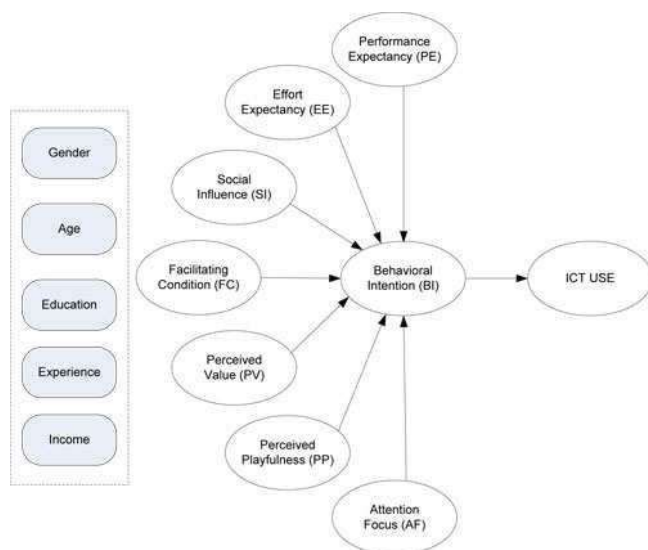 Performance
Expectancy (PE)
Effort
Expectancy (EE)
Gender
Social
Influence (SI)
Age
Facilitating
Condition (FC)
Behavioral
Intention (BI)
ICT USE
Education
Perceived
Value (PV)
Experience
Perceived
Playfulness (PP)
Income
Attention
Focus (AF)